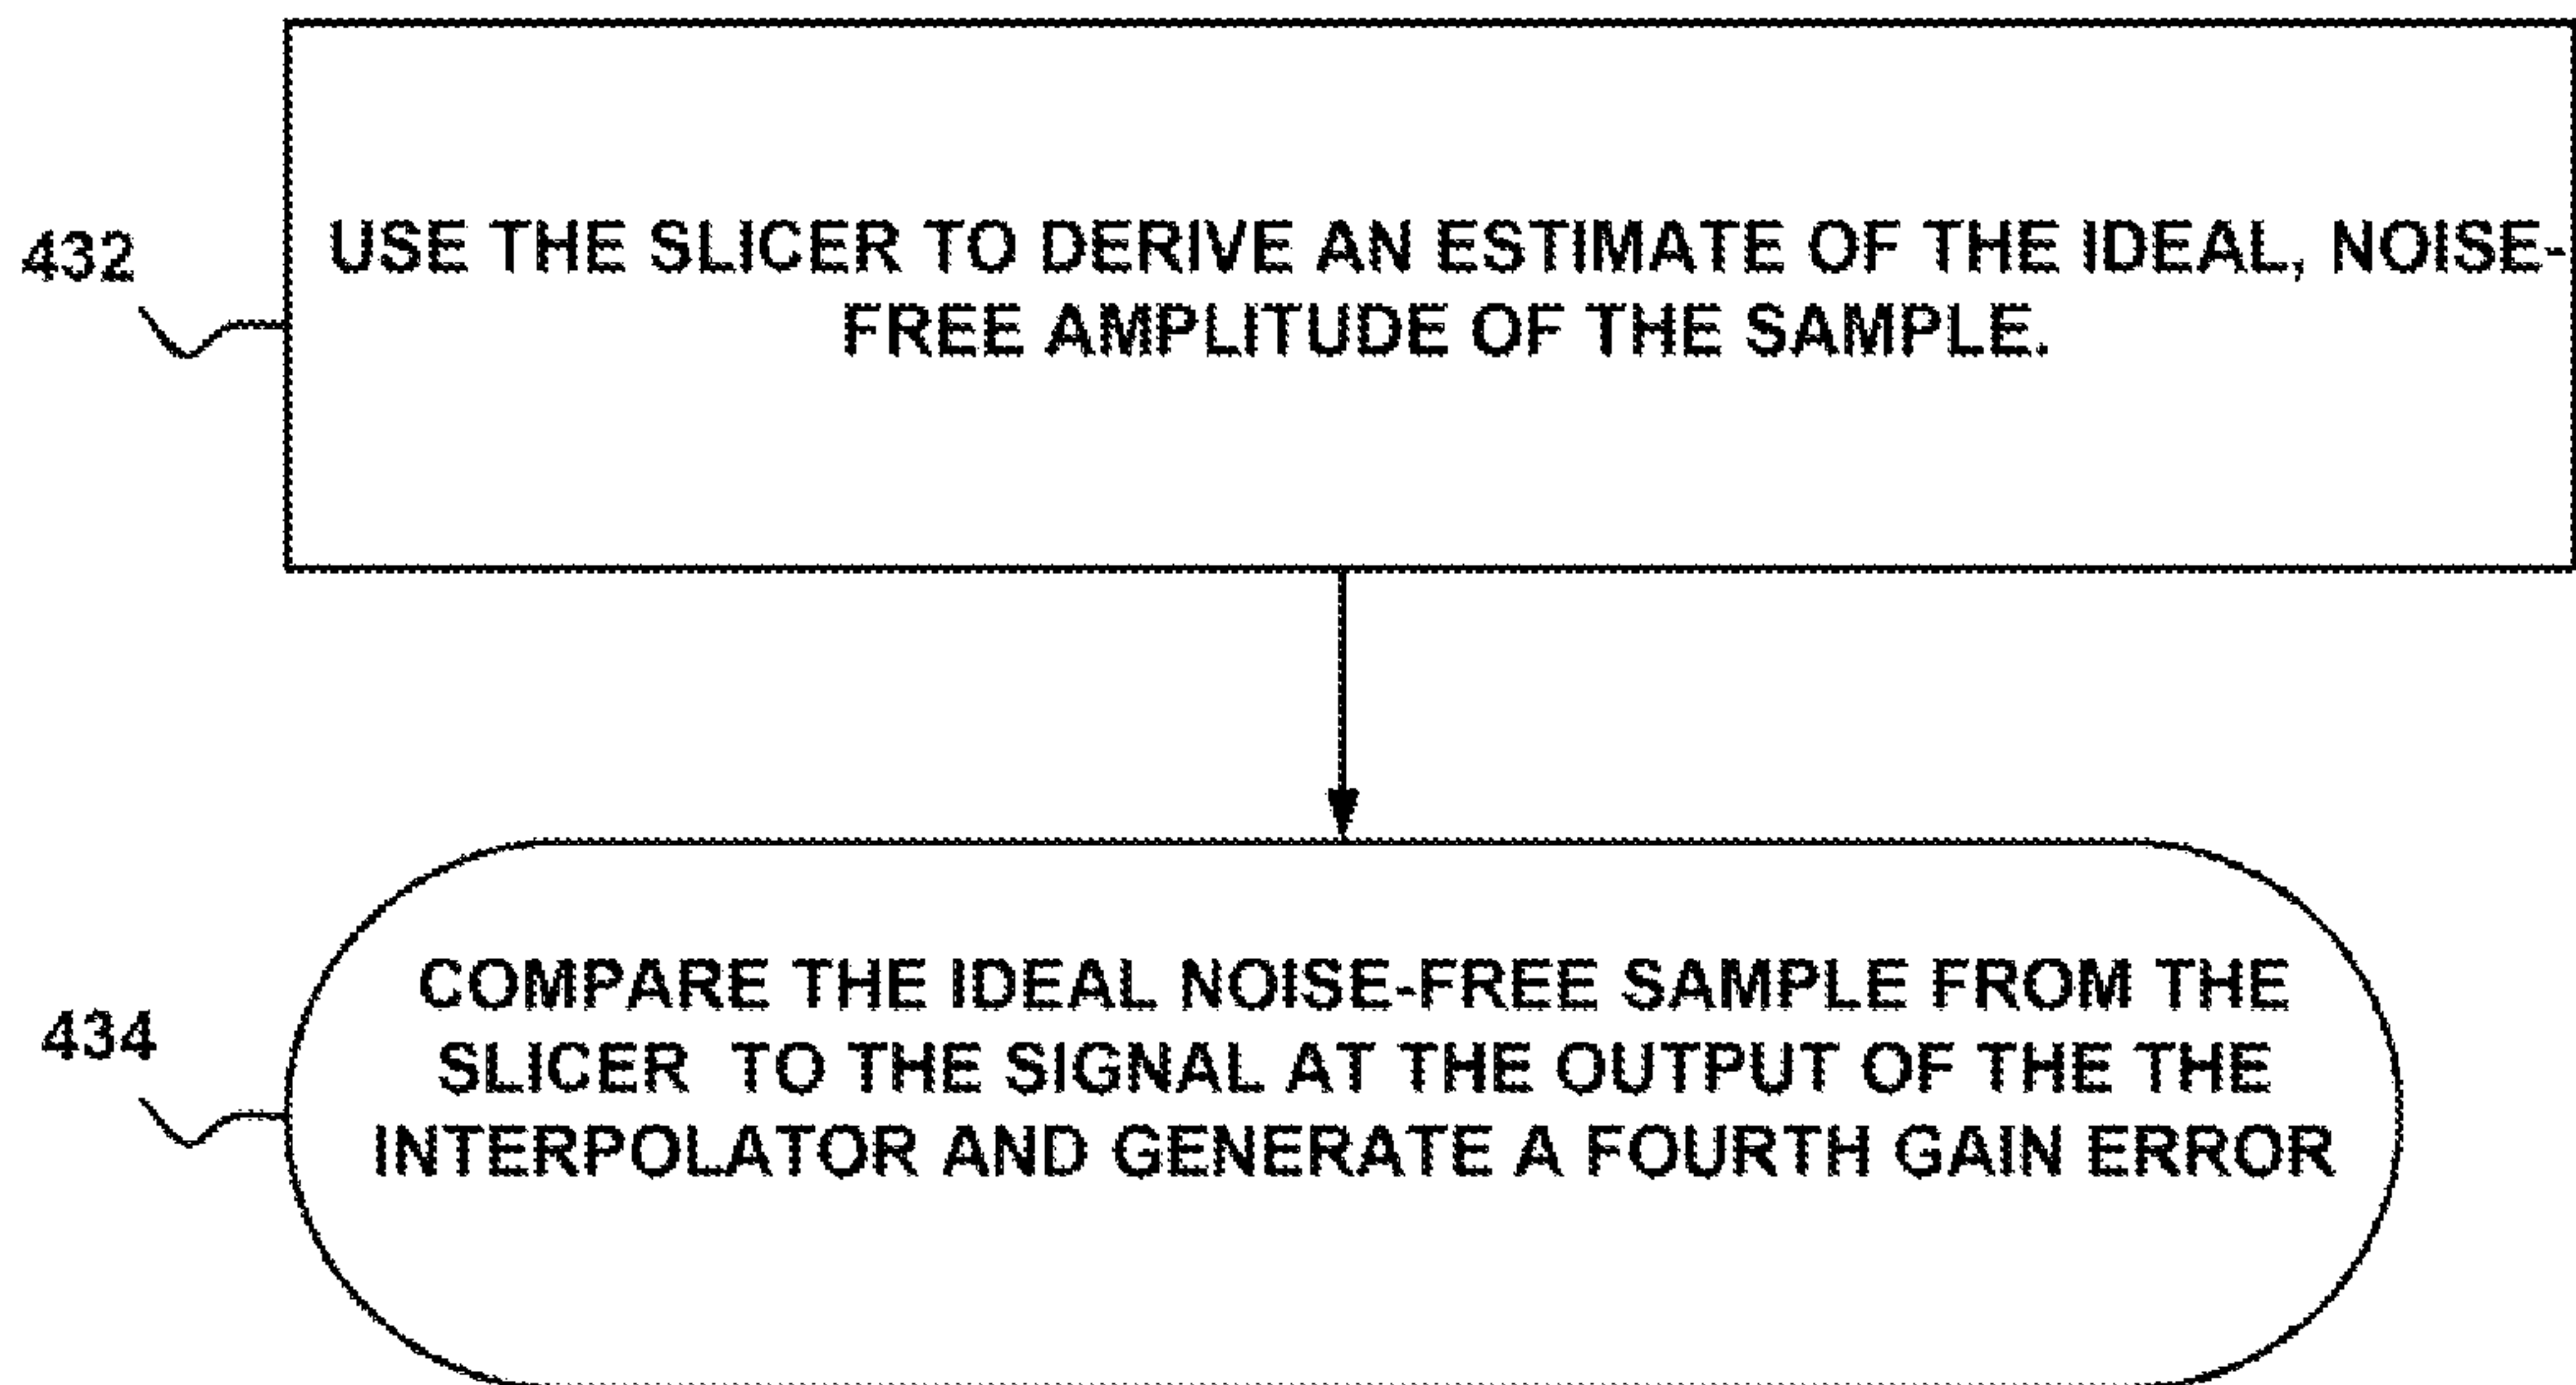 432
USE THE SLICER TO DERIVE AN ESTIMATE OF THE IDEAL, NOISE-
FREE AMPLITUDE OF THE SAMPLE.
434
COMPARE THE IDEAL NOISE-FREE SAMPLE FROM THE
SLICER TO THE SIGNAL AT THE OUTPUT OF THE THE
INTERPOLATOR AND GENERATE A FOURTH GAIN ERROR